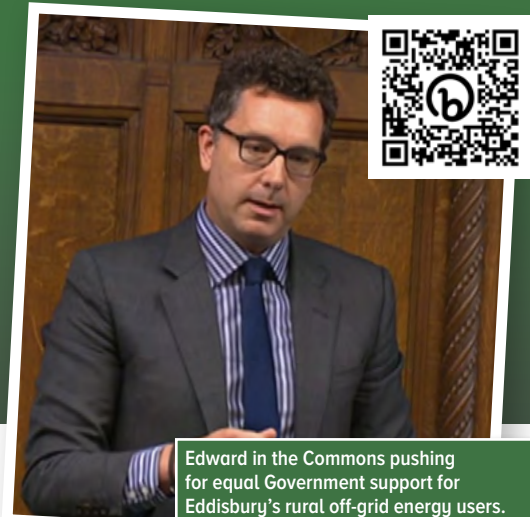 Edward in the Commons pushing
for equal Government support for
Eddisbury's rural off-grid energy users.